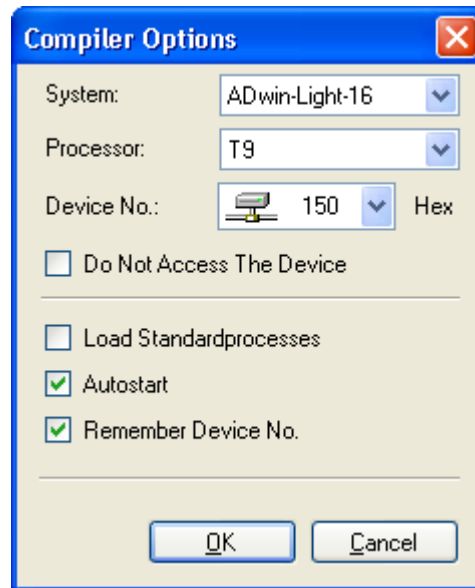 Compiler Options
System: ADwin-Light-16
Processor: T9
Device No.: 150 Hex
Do Not Access The Device
Load Standardprocesses
Autostart
Remember Device No.
OK Cancel